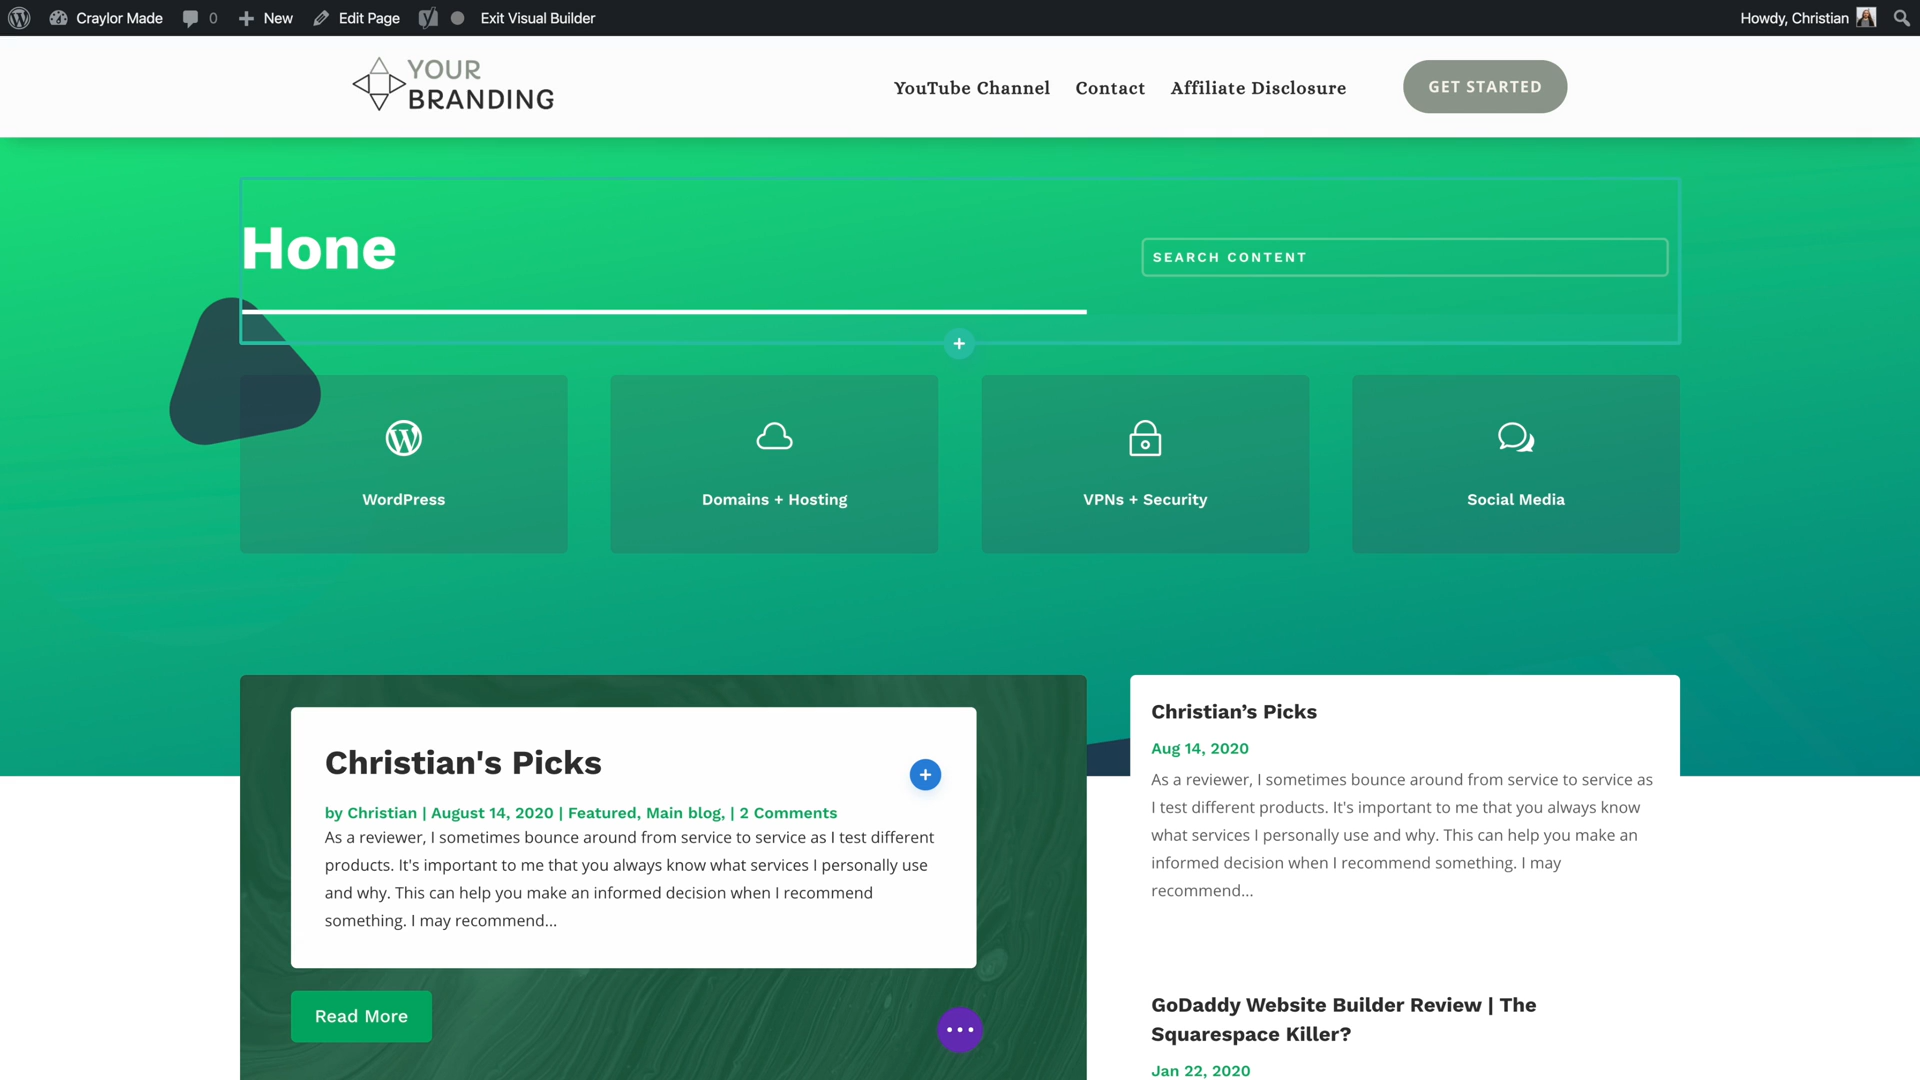 Craylor Made 0 New Edit Page Exit Visual Builder Howdy, Christian
YOUR
BRANDING
YouTube Channel Contact Affiliate Disclosure GET STARTED
Hone
SEARCH CONTENT
WordPress Domains + Hosting VPNs + Security Social Media
Christian's Picks
by Christian | August 14, 2020 | Featured, Main blog, | 2 Comments
As a reviewer, I sometimes bounce around from service to service as I test different
products. It's important to me that you always know what services I personally use
and why. This can help you make an informed decision when I recommend
something. I may recommend...
Read More
Christian’s Picks
Aug 14, 2020
As a reviewer, I sometimes bounce around from service to service as
I test different products. It's important to me that you always know
what services I personally use and why. This can help you make an
informed decision when I recommend something. I may
recommend...
GoDaddy Website Builder Review | The
Squarespace Killer?
Jan 22, 2020